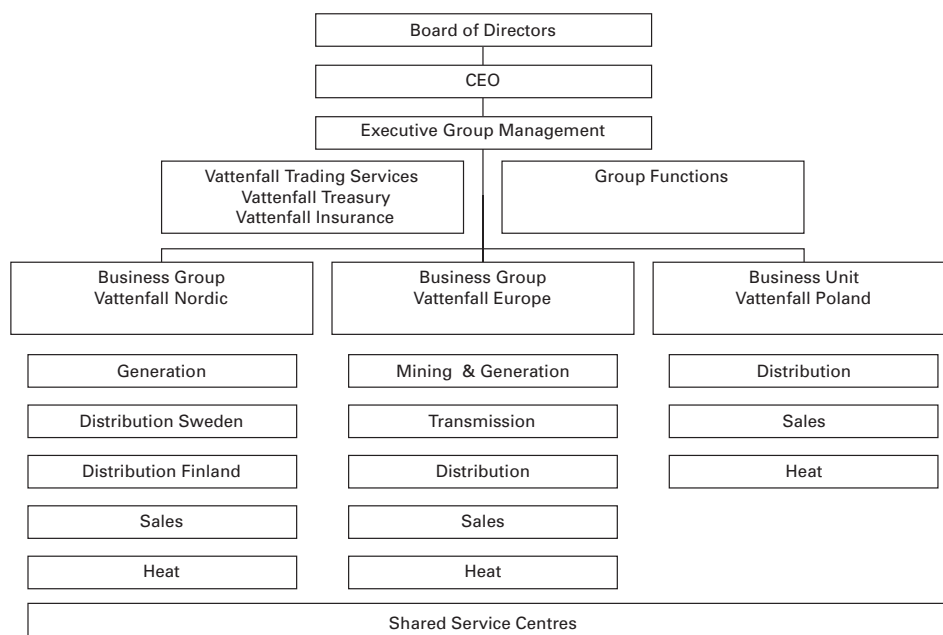 Board of Directors
CEO
Executive Group Management
Vattenfall Trading Services
Vattenfall Treasury
Vattenfall Insurance
Group Functions
Business Group
Vattenfall Nordic
Business Group
Vattenfall Europe
Business Unit
Vattenfall Poland
Generation
Distribution Sweden
Distribution Finland
Sales
Heat
Mining & Generation
Transmission
Distribution
Sales
Heat
Distribution
Sales
Heat
Shared Service Centres